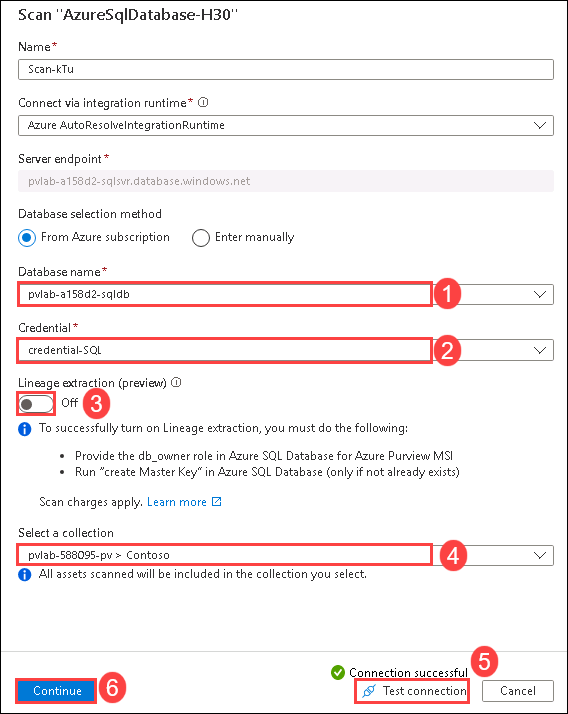 Scan "AzureSqlDatabase-H30"
Name*
Scan-kTu
Connect via integration runtime*
Azure AutoResolveIntegrationRuntime
Server endpoint*
pvlab-a158d2-sqlsvr.database.windows.net
Database selection method
From Azure subscription Enter manually
Database name*
pvlab-a158d2-sqldb 1
Credential*
credential-SQL 2
Lineage extraction (preview)
Off 3
To successfully turn on Lineage extraction, you must do the following:
• Provide the db_owner role in Azure SQL Database for Azure Purview MSI
• Run "create Master Key" in Azure SQL Database (only if not already exists)
Scan charges apply. Learn more
Select a collection
pvlab-588095-pv > Contoso 4
All assets scanned will be included in the collection you select.
Connection successful 5
Continue 6 Test connection Cancel